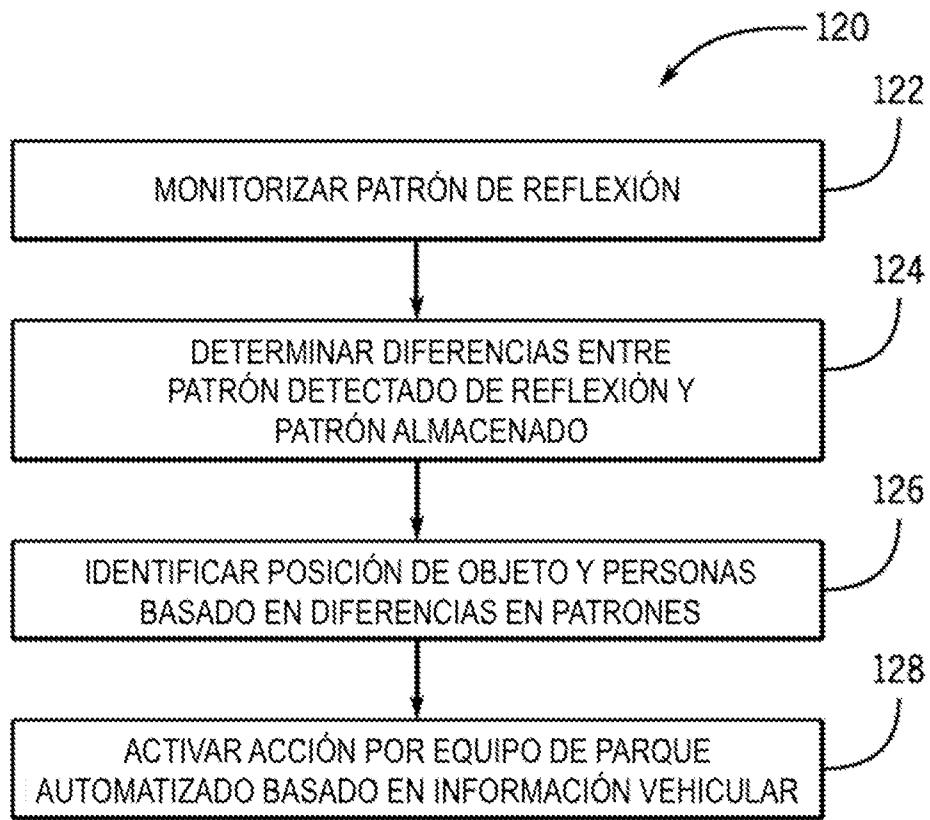 120
122
MONITORIZAR PATRÓN DE REFLEXIÓN
124
DETERMINAR DIFERENCIAS ENTRE
PATRÓN DETECTADO DE REFLEXIÓN Y
PATRÓN ALMACENADO
126
IDENTIFICAR POSICIÓN DE OBJETO Y PERSONAS
BASADO EN DIFERENCIAS EN PATRONES
128
ACTIVAR ACCIÓN POR EQUIPO DE PARQUE
AUTOMATIZADO BASADO EN INFORMACIÓN VEHICULAR